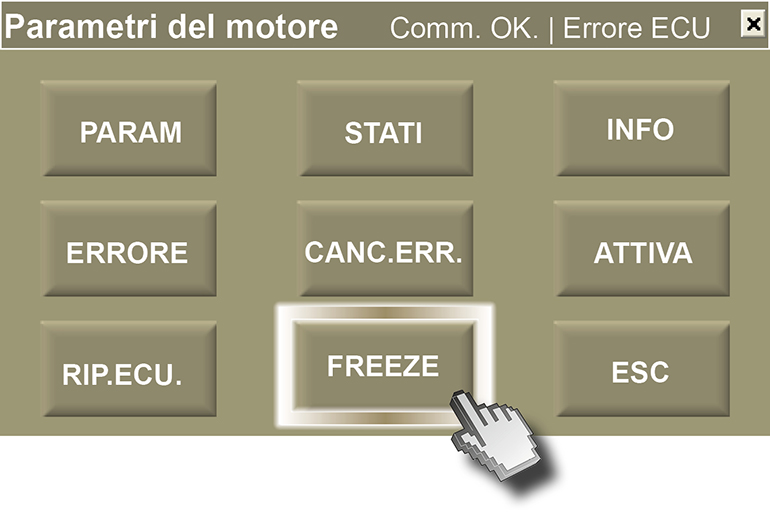 Parametri del motore Comm. OK. | Errore ECU
PARAM STATI INFO
ERRORE CANC.ERR. ATTIVA
RIP.ECU. FREEZE ESC